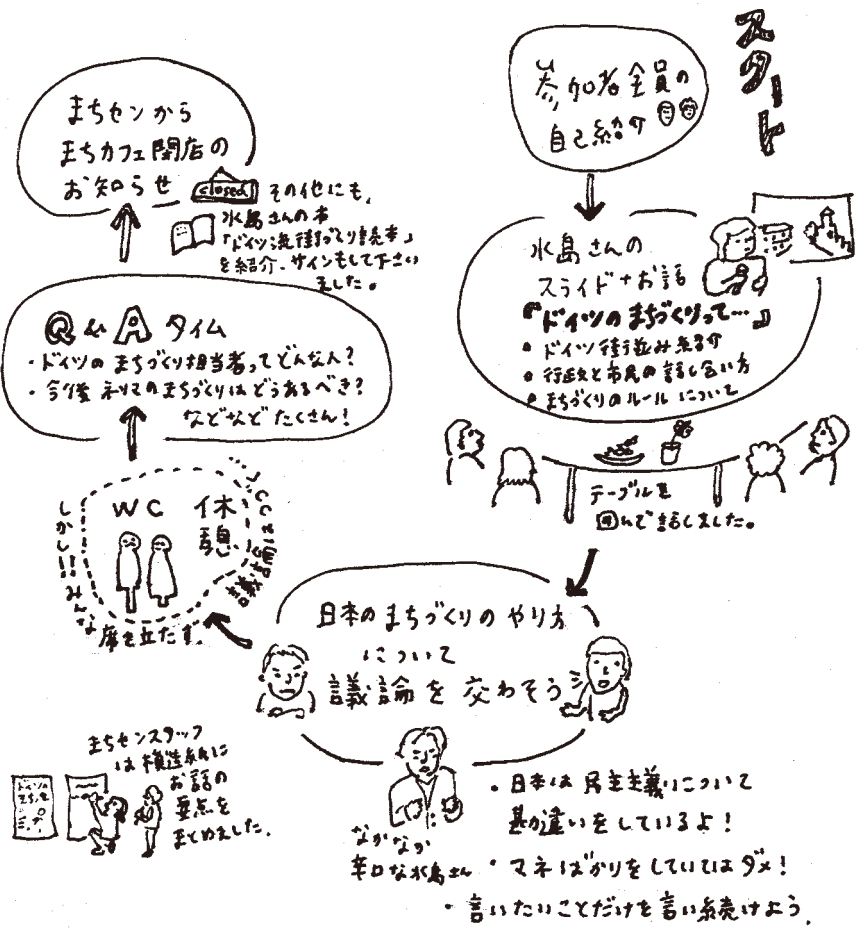 スタート
参加者全員の
自己紹介
水島さんの
スライド+お話
『ドイツのまちづくりって…』
・ドイツ街並み紹介
・行政と市民の話し合い方
・まちづくりのルールについて
テーブルを
囲んで話しました。
日本のまちづくりのやり方
について
議論を交わそう
なかなか
辛口な水島さん
・日本は民主主義について
勘違いをしているよ!
・マネばかりをしていてはダメ!
・言いたいことだけを言い続けよう。
まちセンスタッフ
は模造紙に
お話の
要点を
まとめました。
ドイツの
WC 休憩
しかし!!みんな席を立たず、
議論は
Q&Aタイム
・ドイツのまちづくり担当者ってどんな人?
・今後ネリマのまちづくりはどうあるべき?
などなどたくさん!
まちセンから
まちカフェ閉店の
お知らせ
closed
その他にも、
水島さんの本
「ドイツ流街づくり読本」
を紹介、サインもして下さい
ました。